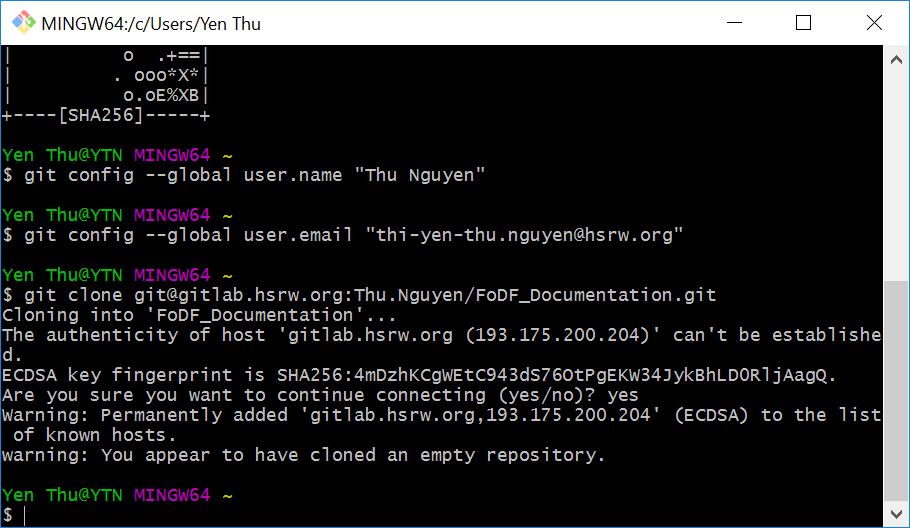 MINGW64:/c/Users/Yen Thu
|           o  .+==|
|          . ooo*X*|
|           o.oE%XB|
+----[SHA256]-----+
Yen Thu@YTN MINGW64 ~
$ git config --global user.name "Thu Nguyen"
Yen Thu@YTN MINGW64 ~
$ git config --global user.email "thi-yen-thu.nguyen@hsrw.org"
Yen Thu@YTN MINGW64 ~
$ git clone git@gitlab.hsrw.org:Thu.Nguyen/FoDF_Documentation.git
Cloning into 'FoDF_Documentation'...
The authenticity of host 'gitlab.hsrw.org (193.175.200.204)' can't be establishe
d.
ECDSA key fingerprint is SHA256:4mDzhKCgWEtC943dS76OtPgEKW34JykBhLDORljAagQ.
Are you sure you want to continue connecting (yes/no)? yes
Warning: Permanently added 'gitlab.hsrw.org,193.175.200.204' (ECDSA) to the list
 of known hosts.
warning: You appear to have cloned an empty repository.
Yen Thu@YTN MINGW64 ~
$